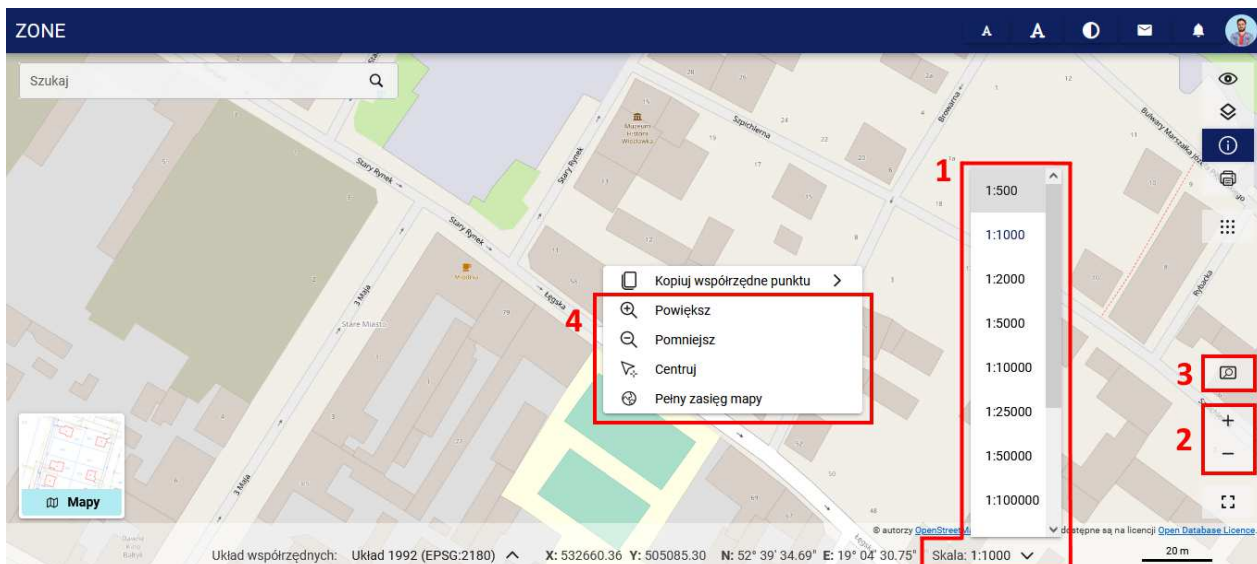 ZONE
A A
Szukaj
Muzeum
Historii
Włocławka
Szpichlerna
Browarna
Bulwary Marszałka
Stary Rynek
Stary Rynek
Stary Rynek
Miodna
Łęgska
3 Maja
Stare Miasto
3 Maja
Rybacka
1
1:500
1:1000
1:2000
1:5000
1:10000
1:25000
1:50000
1:100000
Kopiuj współrzędne punktu
4
Powiększ
Pomniejsz
Centruj
Pełny zasięg mapy
3
2
+
−
Mapy
© autorzy OpenStreetM
dostępne są na licencji Open Database Licence.
Układ współrzędnych: Układ 1992 (EPSG:2180) X: 532660.36 Y: 505085.30 N: 52° 39' 34.69" E: 19° 04' 30.75" Skala: 1:1000
20 m